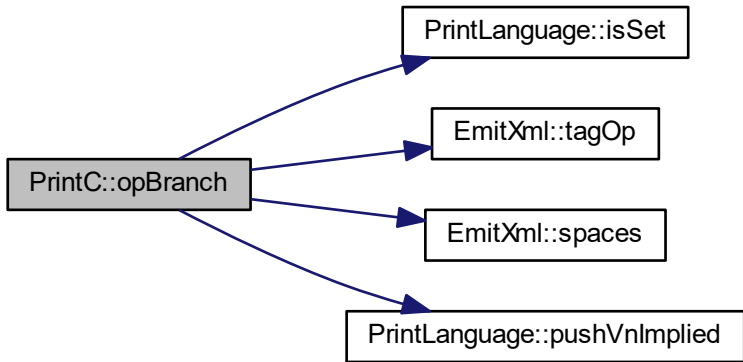 PrintLanguage::isSet
EmitXml::tagOp
PrintC::opBranch
EmitXml::spaces
PrintLanguage::pushVnImplied